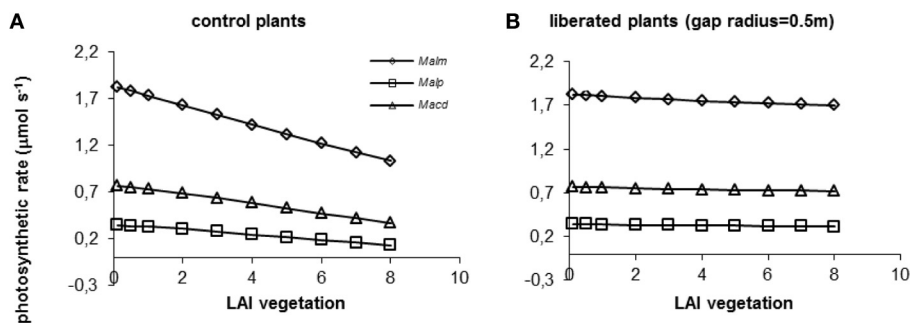 A
control plants
photosynthetic rate (μmol s⁻¹)
2,2
1,7
1,2
0,7
0,2
−0,3
Malm
Malp
Macd
0 2 4 6 8 10
LAI vegetation
B
liberated plants (gap radius=0.5m)
2,2
1,7
1,2
0,7
0,2
−0,3
0 2 4 6 8 10
LAI vegetation